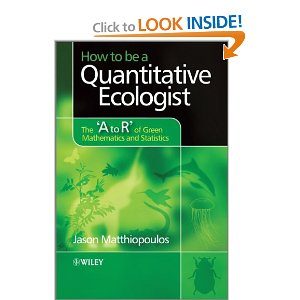 Click to LOOK INSIDE!
How to be a
Quantitative
Ecologist
The 'A to R' of Green
Mathematics and Statistics
Jason Matthiopoulos
WILEY